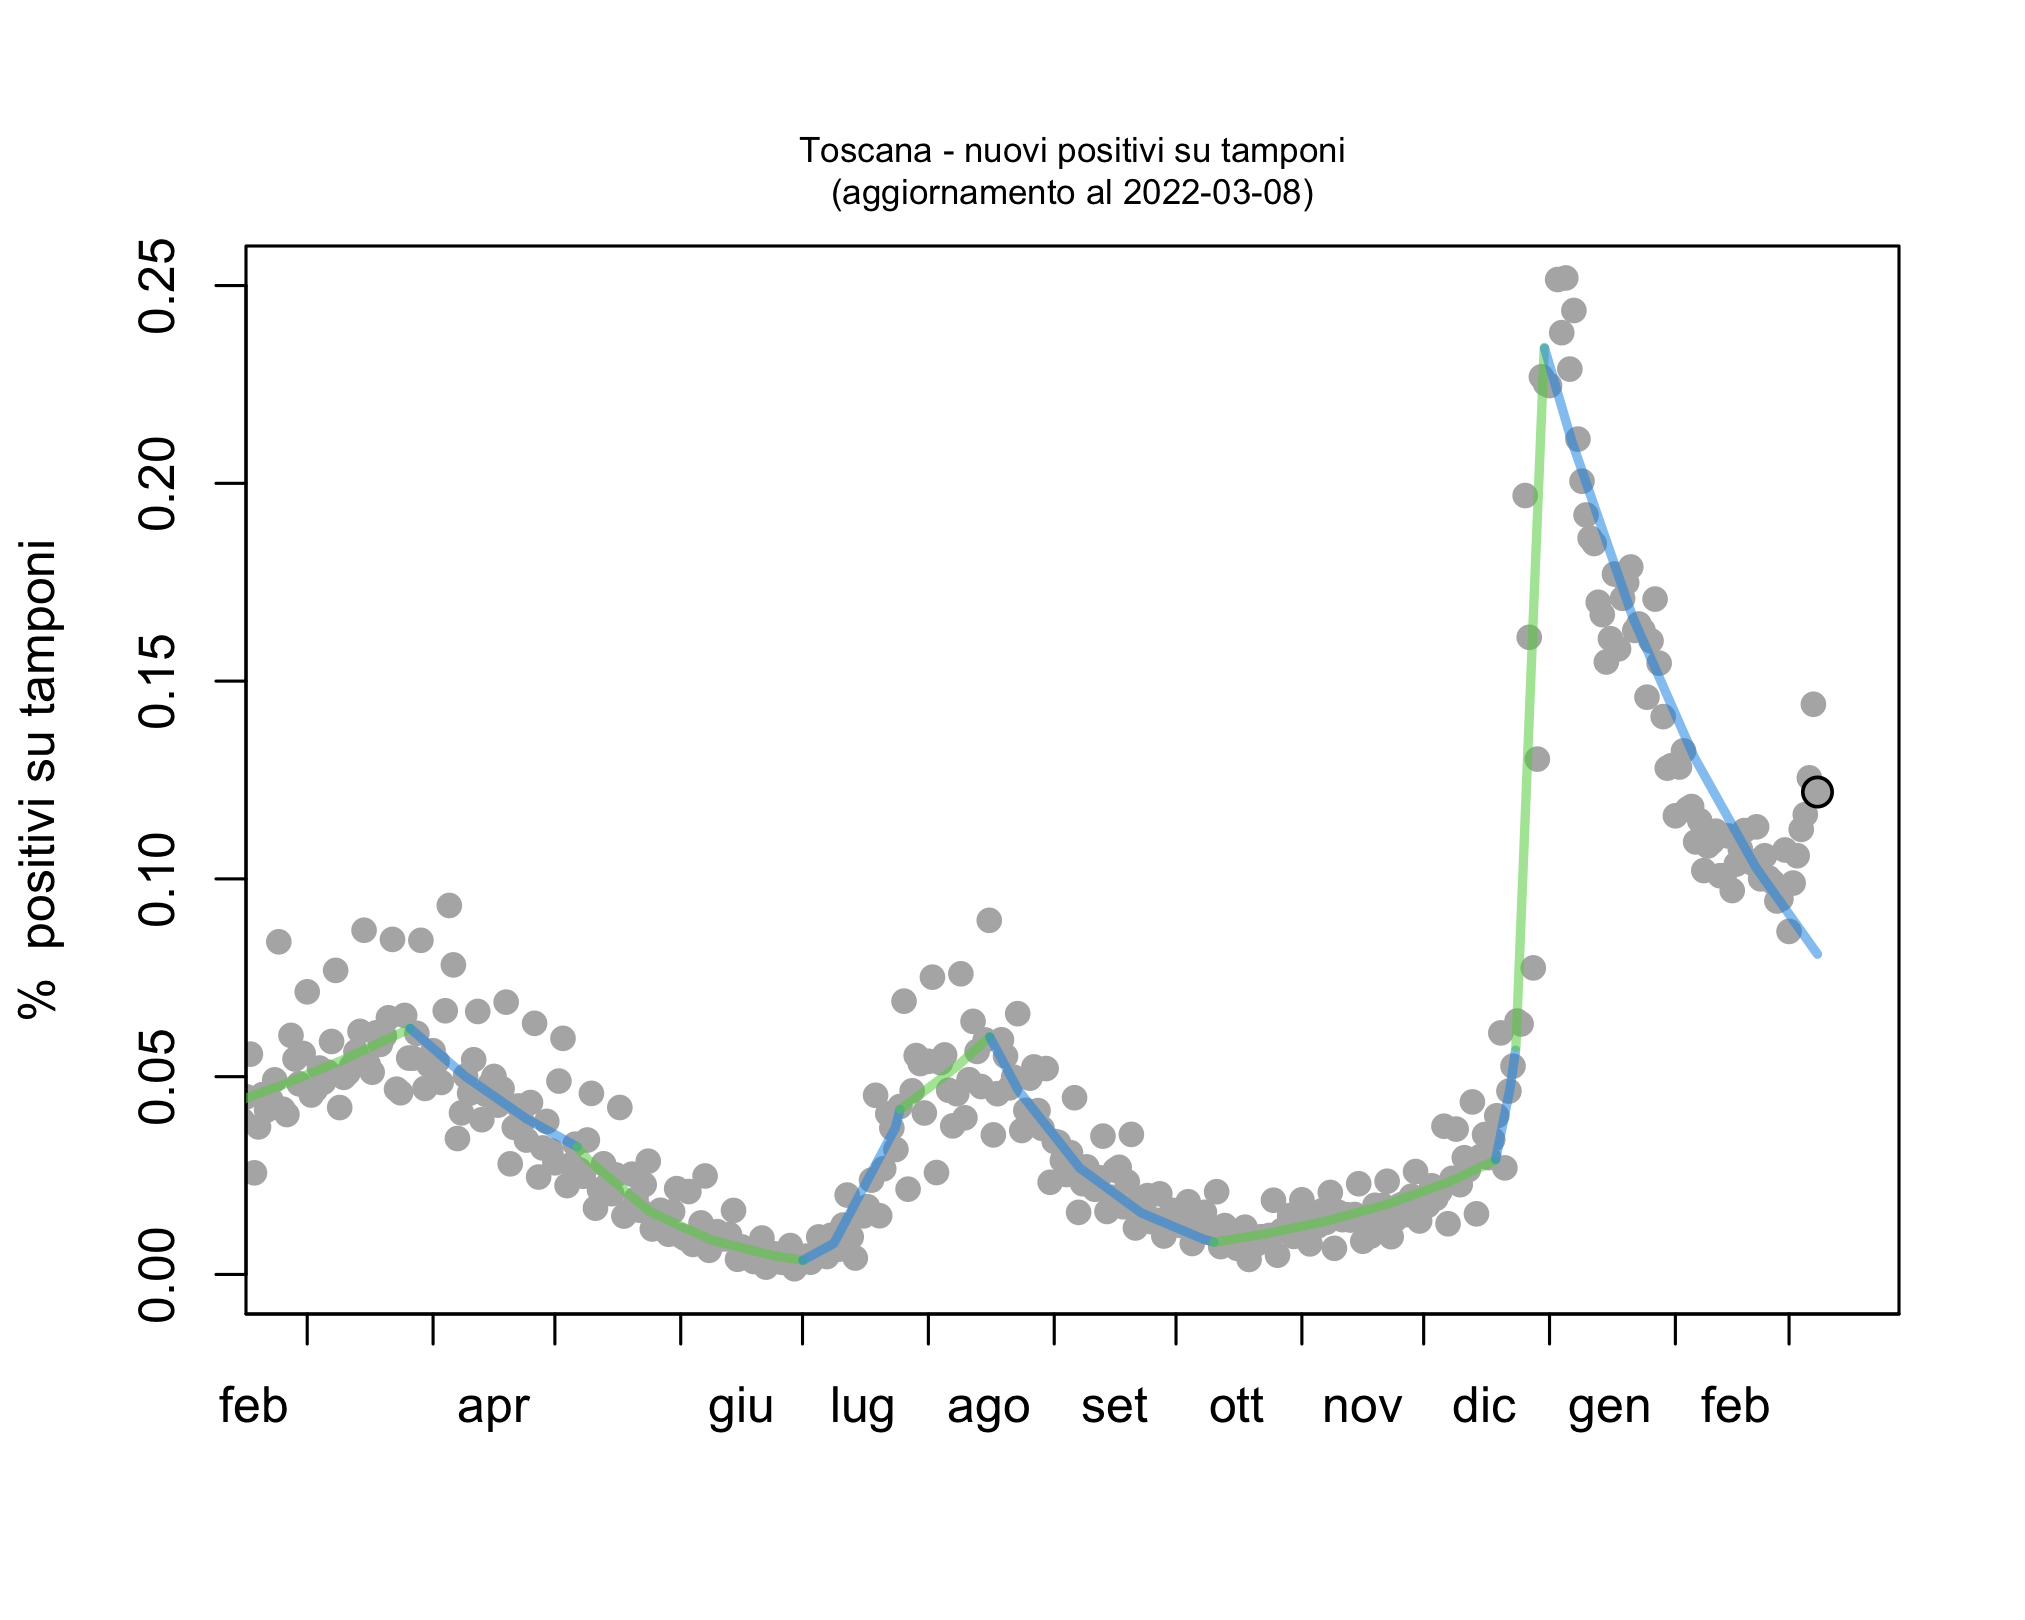 Toscana - nuovi positivi su tamponi
(aggiornamento al 2022-03-08)
% positivi su tamponi
0.25
0.20
0.15
0.10
0.05
0.00
feb apr giu lug ago set ott nov dic gen feb